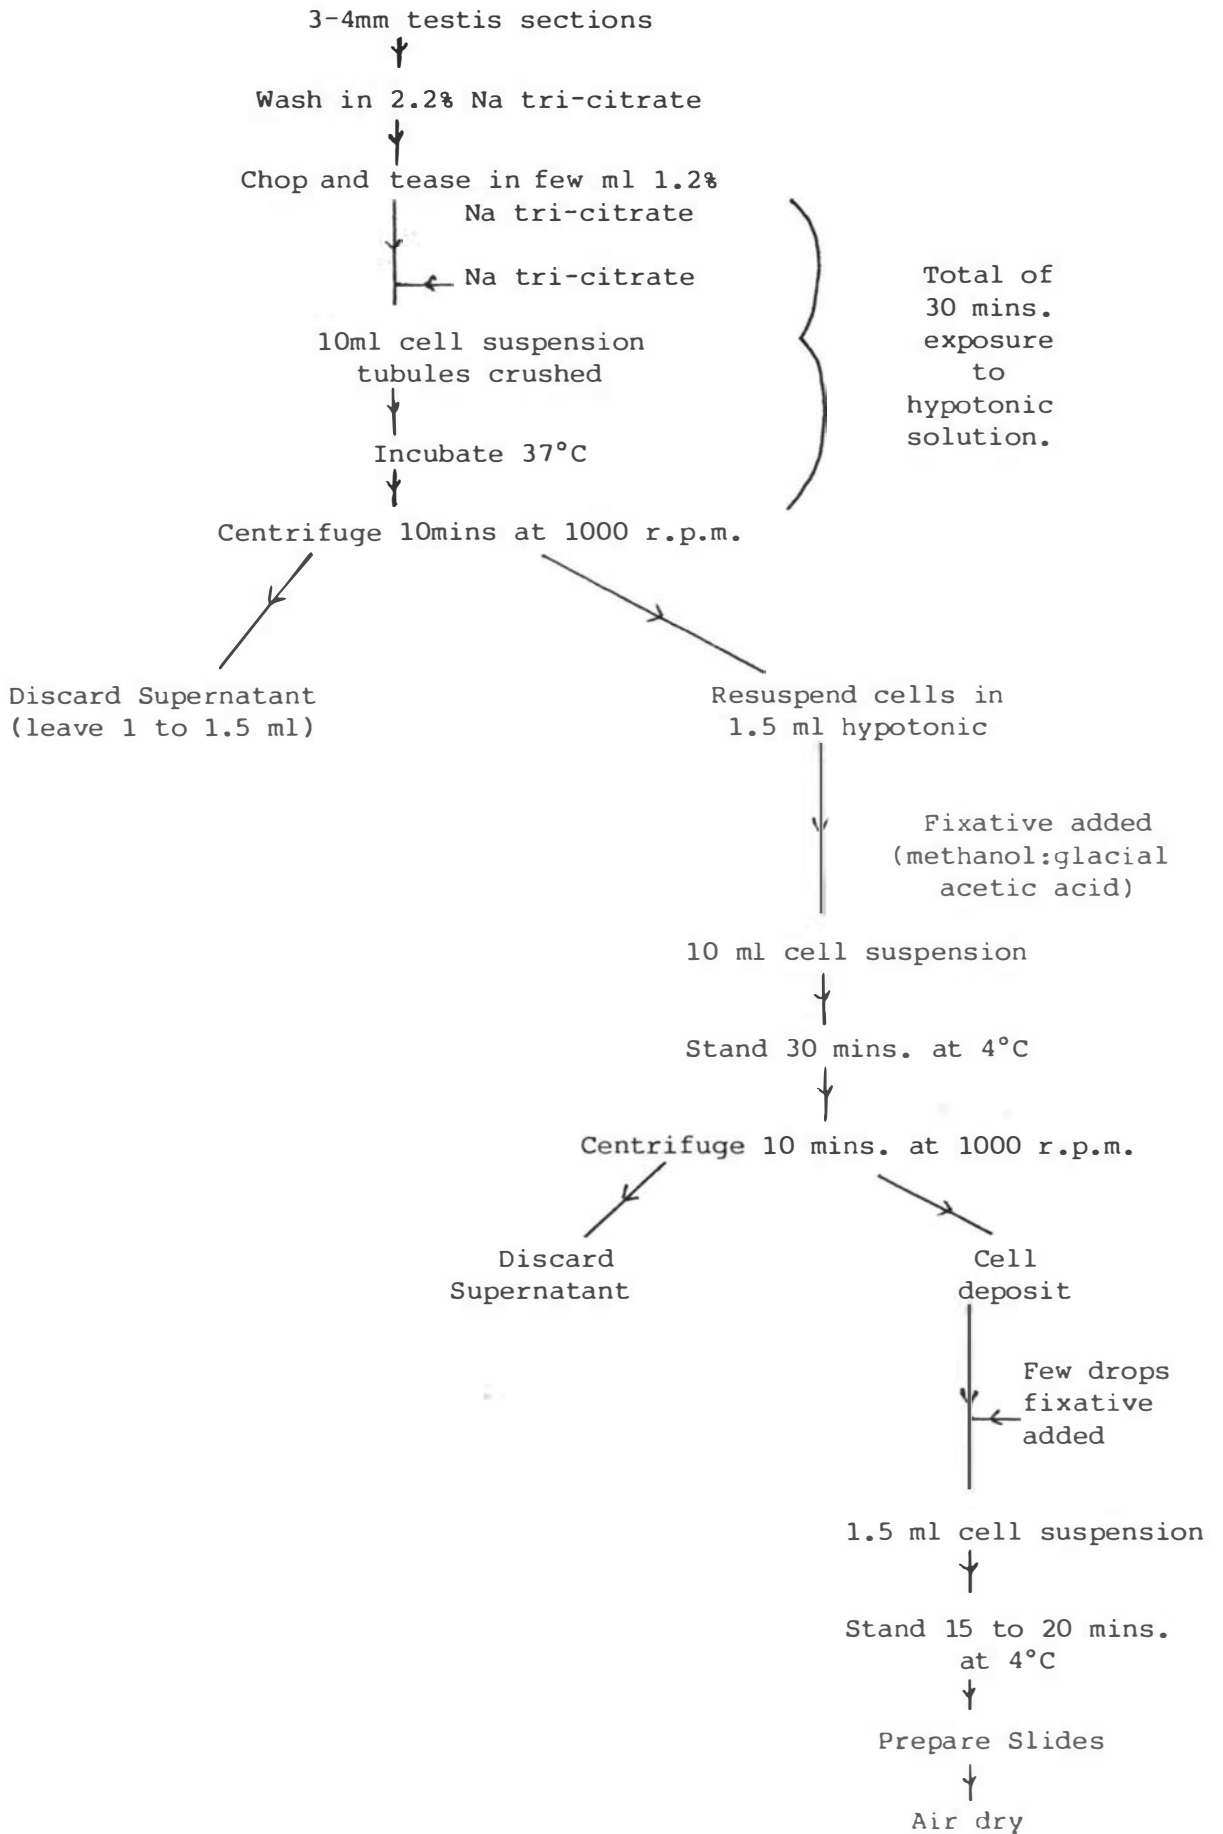 3-4mm testis sections
Wash in 2.2% Na tri-citrate
Chop and tease in few ml 1.2%
Na tri-citrate
Na tri-citrate
10ml cell suspension
tubules crushed
Incubate 37°C
Total of
30 mins.
exposure
to
hypotonic
solution.
Centrifuge 10mins at 1000 r.p.m.
Discard Supernatant
(leave 1 to 1.5 ml)
Resuspend cells in
1.5 ml hypotonic
Fixative added
(methanol:glacial
acetic acid)
10 ml cell suspension
Stand 30 mins. at 4°C
Centrifuge 10 mins. at 1000 r.p.m.
Discard
Supernatant
Cell
deposit
Few drops
fixative
added
1.5 ml cell suspension
Stand 15 to 20 mins.
at 4°C
Prepare Slides
Air dry